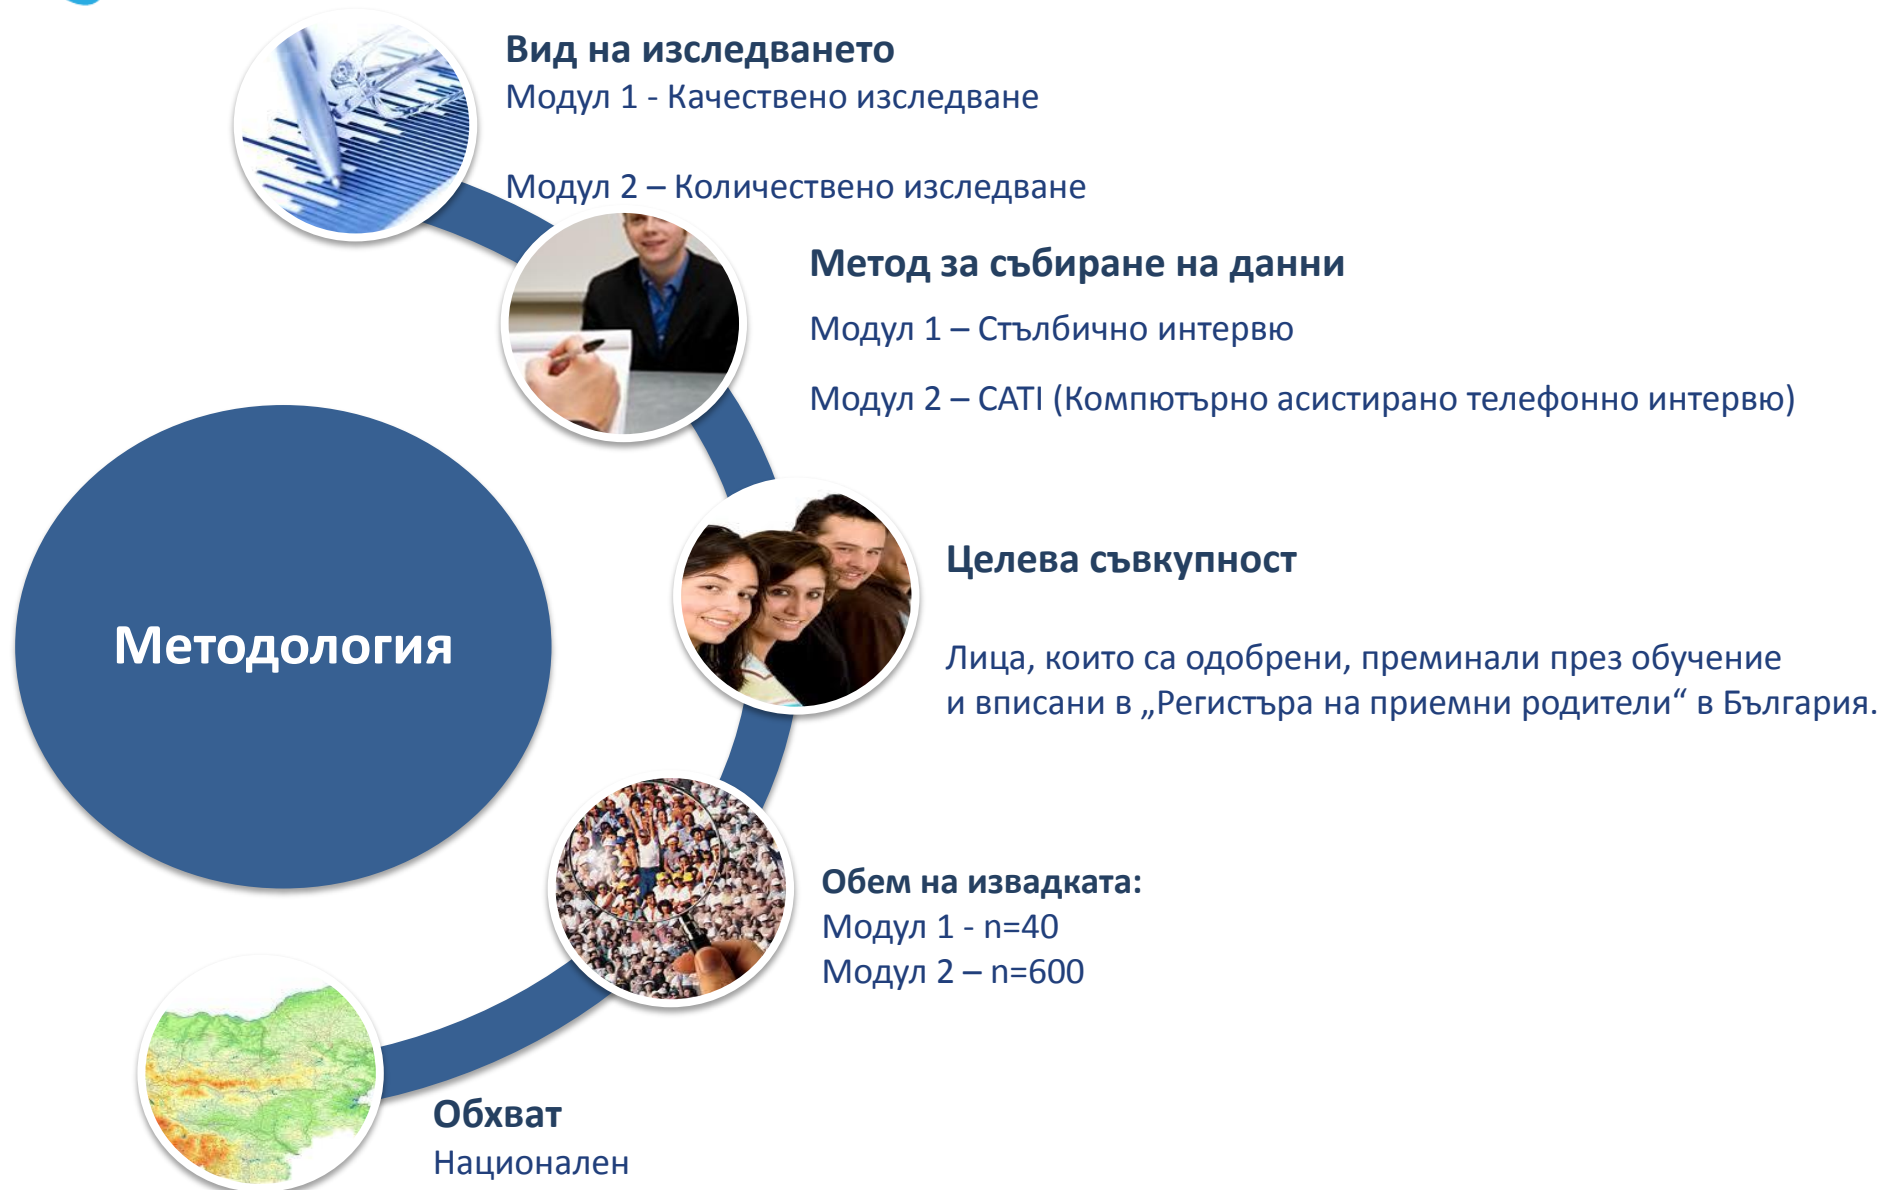 Вид на изследването
Модул 1 - Качествено изследване
Модул 2 – Количествено изследване
Метод за събиране на данни
Модул 1 – Стълбично интервю
Модул 2 – CATI (Компютърно асистирано телефонно интервю)
Целева съвкупност
Лица, които са одобрени, преминали през обучение
и вписани в „Регистъра на приемни родители“ в България.
Методология
Обем на извадката:
Модул 1 - n=40
Модул 2 – n=600
Обхват
Национален